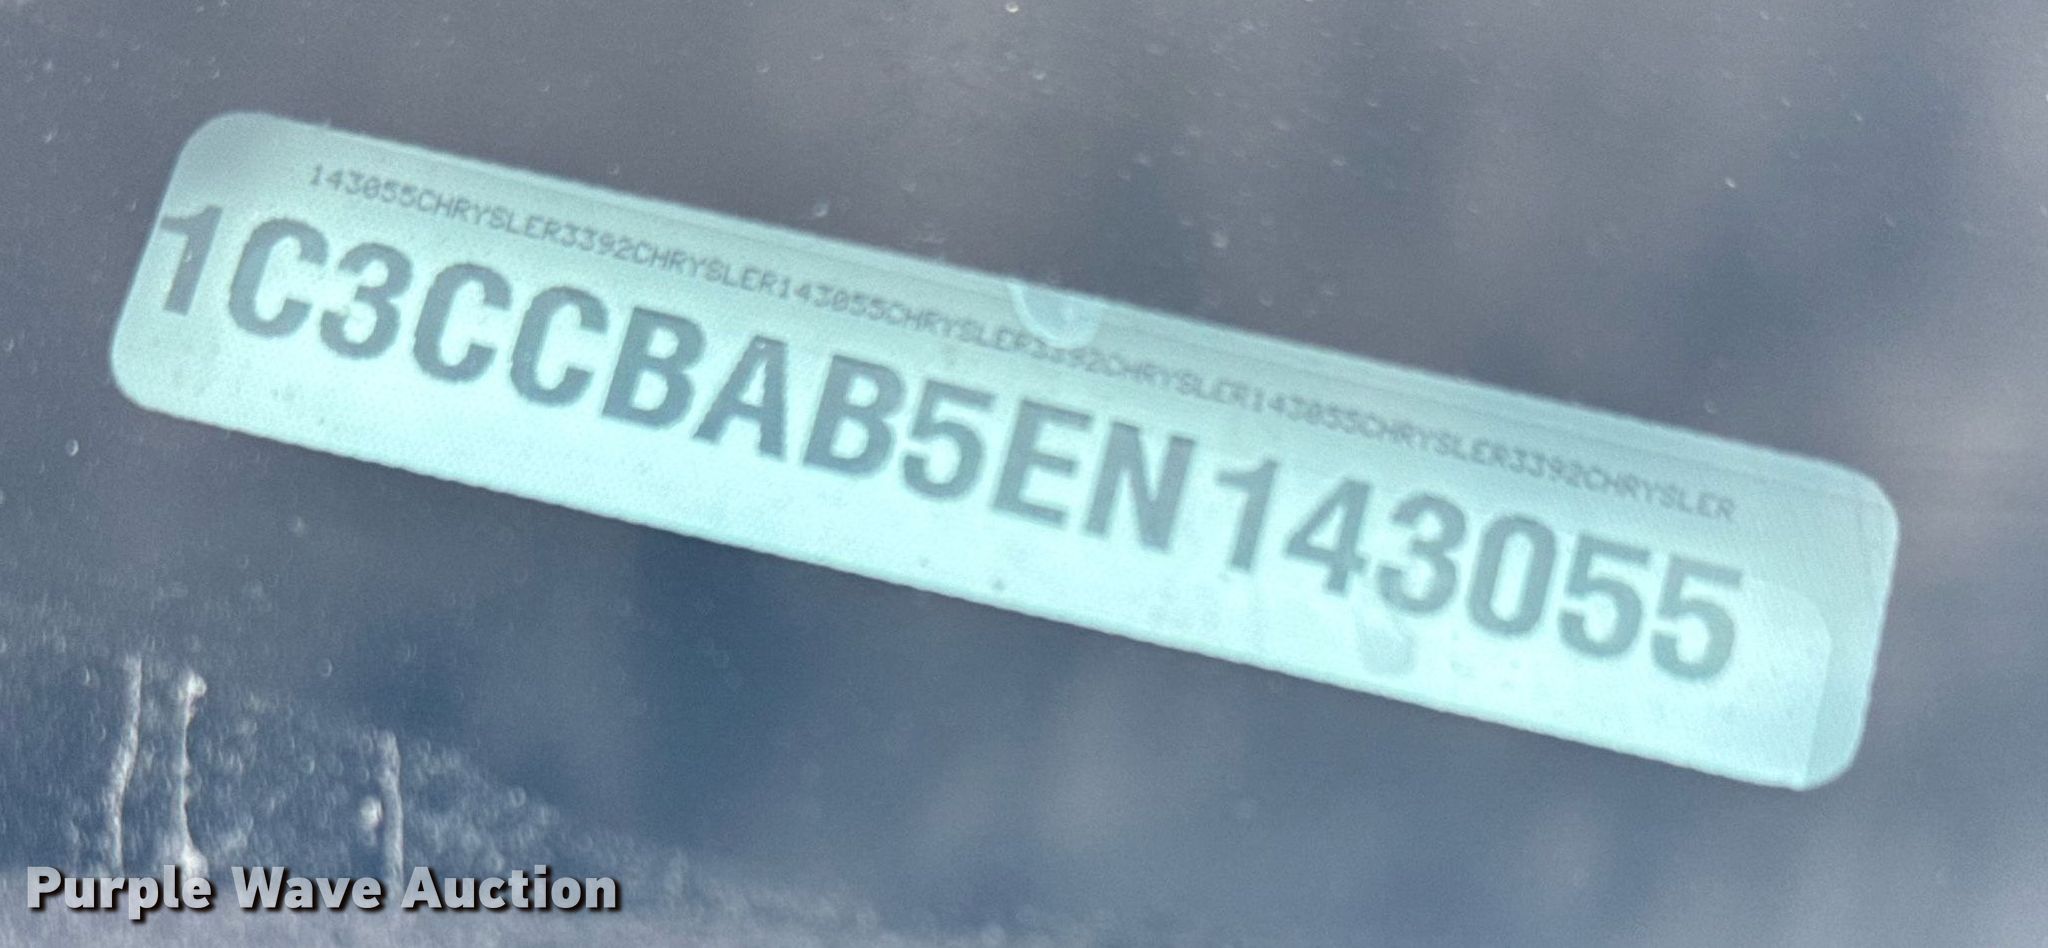 143055CHRYSLER3392CHRYSLER143055CHRYSLER3392CHRYSLER143055CHRYSLER3392CHRYSLER
1C3CCBAB5EN143055
Purple Wave Auction